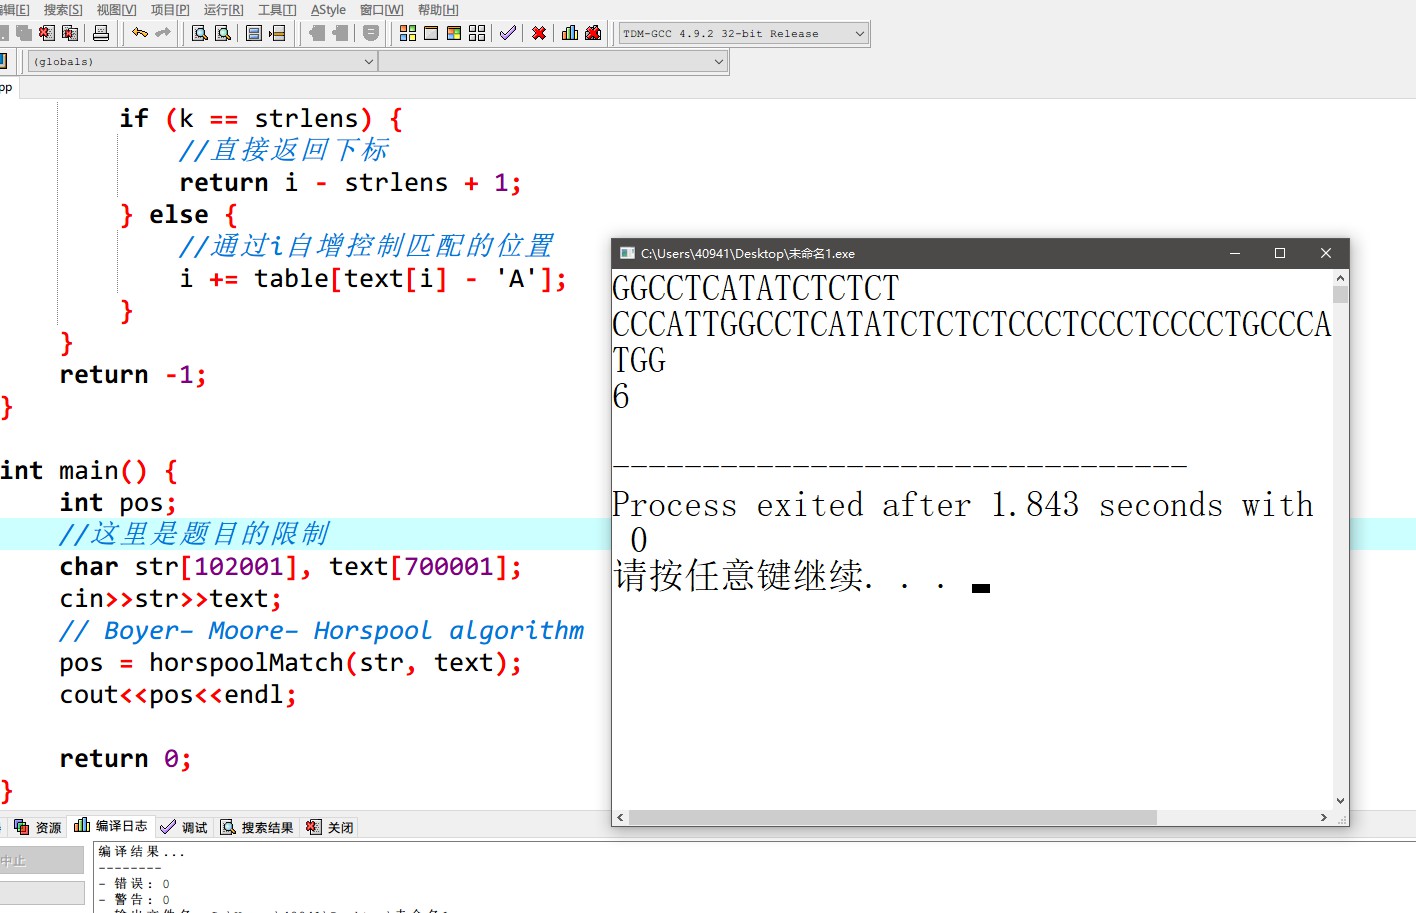 编辑[E] 搜索[S] 视图[V] 项目[P] 运行[R] 工具[T] AStyle 窗口[W] 帮助[H]
TDM-GCC 4.9.2 32-bit Release
(globals)
pp
if (k == strlens) {
//直接返回下标
return i - strlens + 1;
} else {
//通过i自增控制匹配的位置
i += table[text[i] - 'A'];
}
}
return -1;
}
int main() {
int pos;
//这里是题目的限制
char str[102001], text[700001];
cin>>str>>text;
// Boyer- Moore- Horspool algorithm
pos = horspoolMatch(str, text);
cout<<pos<<endl;
return 0;
}
C:\Users\40941\Desktop\未命名1.exe
GGCCTCATATCTCTCT
CCCATTGGCCTCATATCTCTCTCCCTCCCTCCCCTGCCCA
TGG
6
--------------------------------
Process exited after 1.843 seconds with
0
请按任意键继续. . .
资源 编译日志 调试 搜索结果 关闭
中止
编译结果...
--------
- 错误: 0
- 警告: 0